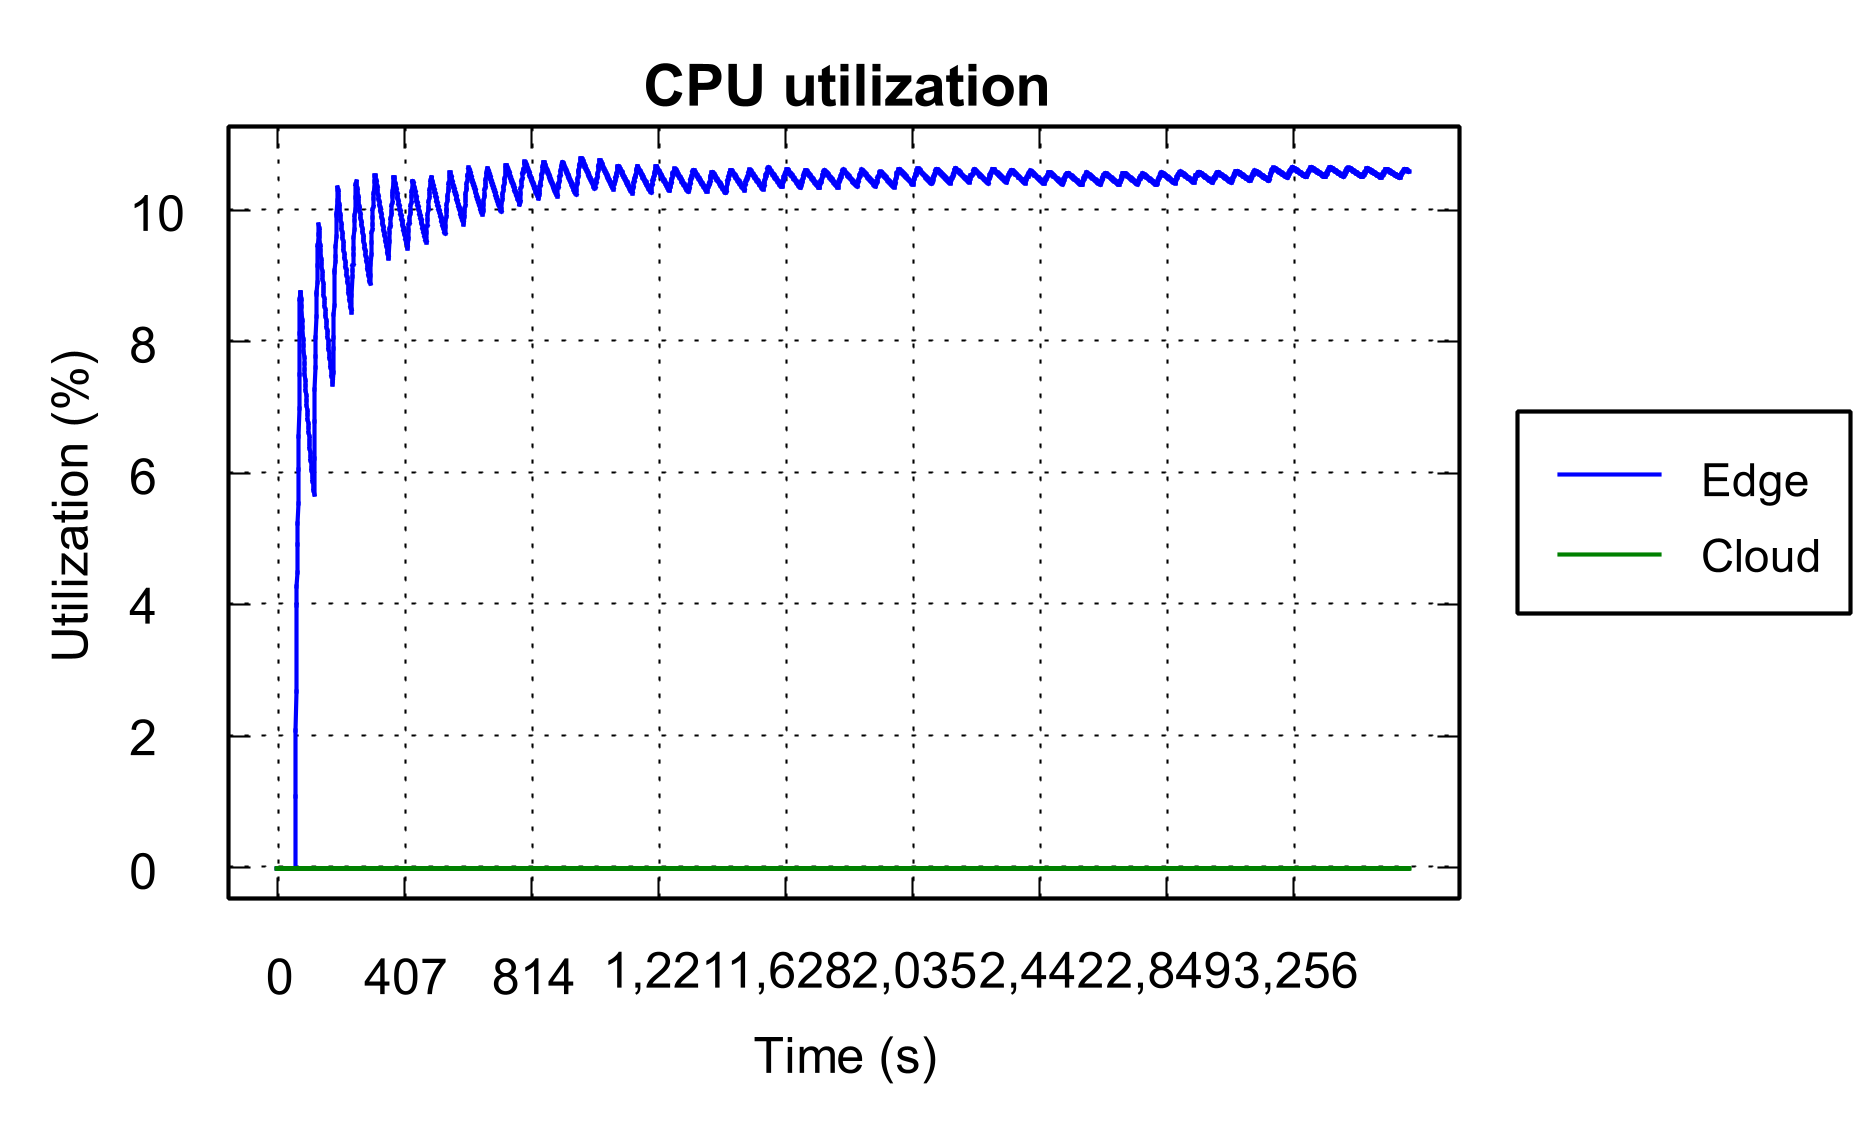 CPU utilization
10
8
6
4
2
0
Utilization (%)
0 407 814 1,2211,6282,0352,4422,8493,256
Time (s)
Edge
Cloud